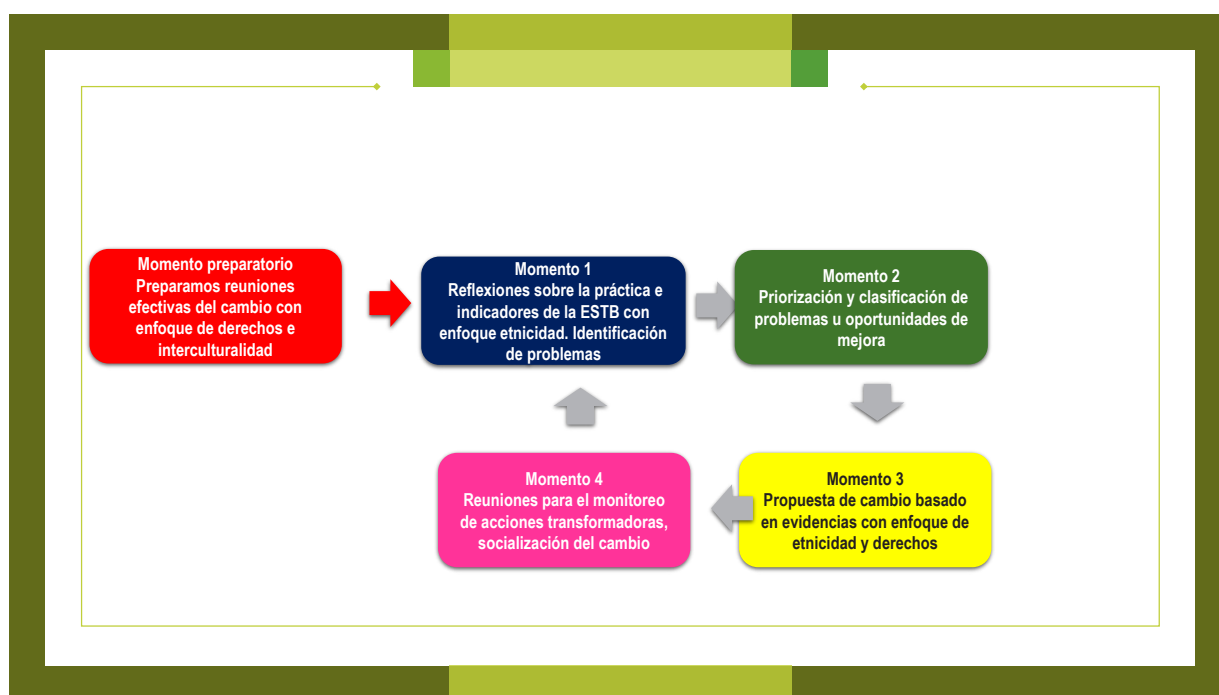 Momento preparatorio
Preparamos reuniones
efectivas del cambio con
enfoque de derechos e
interculturalidad
Momento 1
Reflexiones sobre la práctica e
indicadores de la ESTB con
enfoque etnicidad. Identificación
de problemas
Momento 2
Priorización y clasificación de
problemas u oportunidades de
mejora
Momento 3
Propuesta de cambio basado
en evidencias con enfoque de
etnicidad y derechos
Momento 4
Reuniones para el monitoreo
de acciones transformadoras,
socialización del cambio